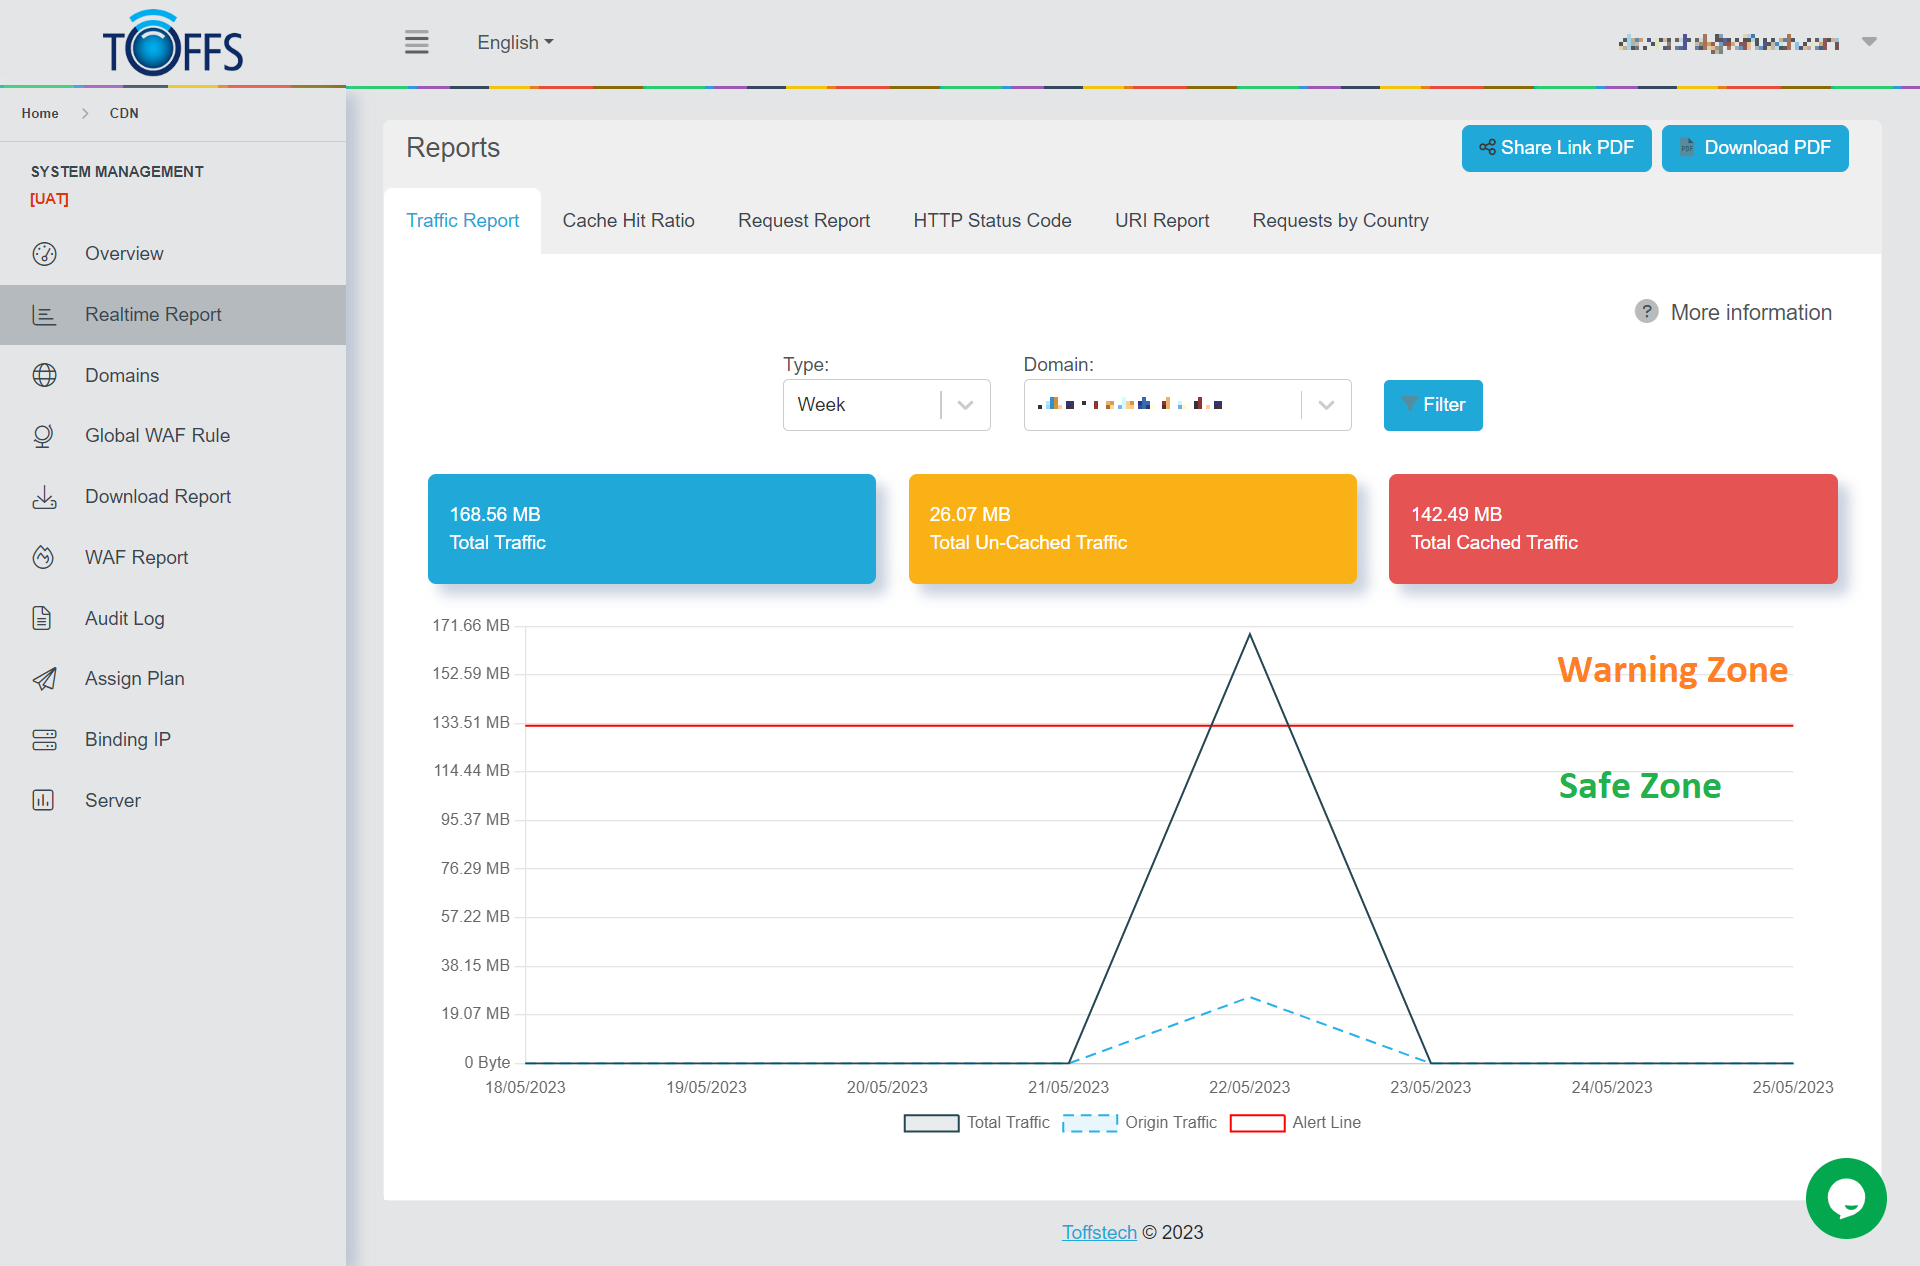 TOFFS
English
Home > CDN
SYSTEM MANAGEMENT
[UAT]
Overview
Realtime Report
Domains
Global WAF Rule
Download Report
WAF Report
Audit Log
Assign Plan
Binding IP
Server
Reports
Share Link PDF
PDF Download PDF
Traffic Report Cache Hit Ratio Request Report HTTP Status Code URI Report Requests by Country
? More information
Type: Domain:
Week
Filter
168.56 MB
Total Traffic
26.07 MB
Total Un-Cached Traffic
142.49 MB
Total Cached Traffic
171.66 MB
152.59 MB
133.51 MB
114.44 MB
95.37 MB
76.29 MB
57.22 MB
38.15 MB
19.07 MB
0 Byte
Warning Zone
Safe Zone
18/05/2023 19/05/2023 20/05/2023 21/05/2023 22/05/2023 23/05/2023 24/05/2023 25/05/2023
Total Traffic Origin Traffic Alert Line
Toffstech © 2023